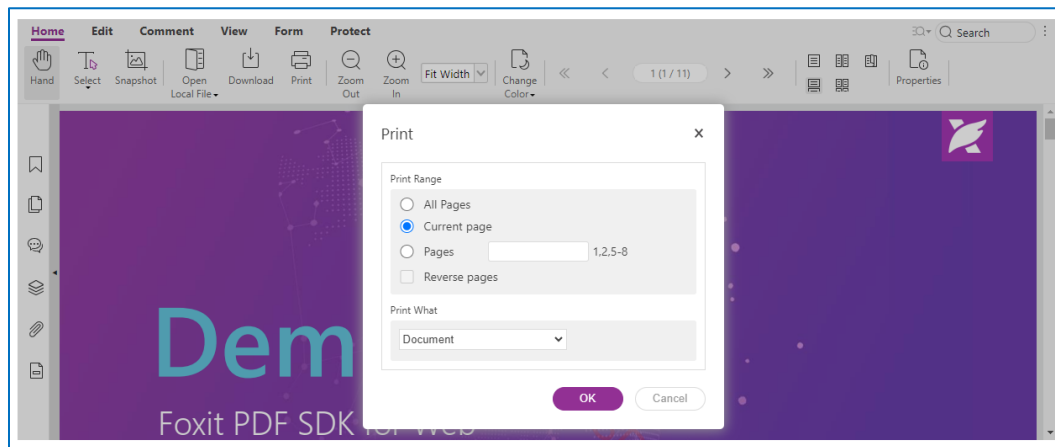 Home Edit Comment View Form Protect Search
Hand Select Snapshot Open Local File Download Print Zoom Out Zoom In Fit Width Change Color 1 (1 / 11) Properties
Print
Print Range
All Pages
Current page
Pages 1,2,5-8
Reverse pages
Print What
Document
OK Cancel
Dem
Foxit PDF SDK for Web